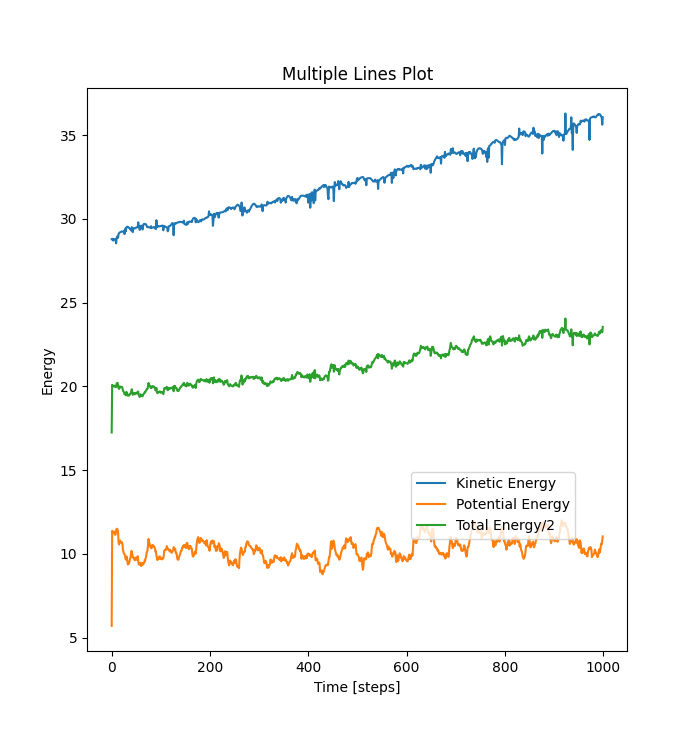 Multiple Lines Plot
Energy
35
30
25
20
15
10
5
Kinetic Energy
Potential Energy
Total Energy/2
0 200 400 600 800 1000
Time [steps]